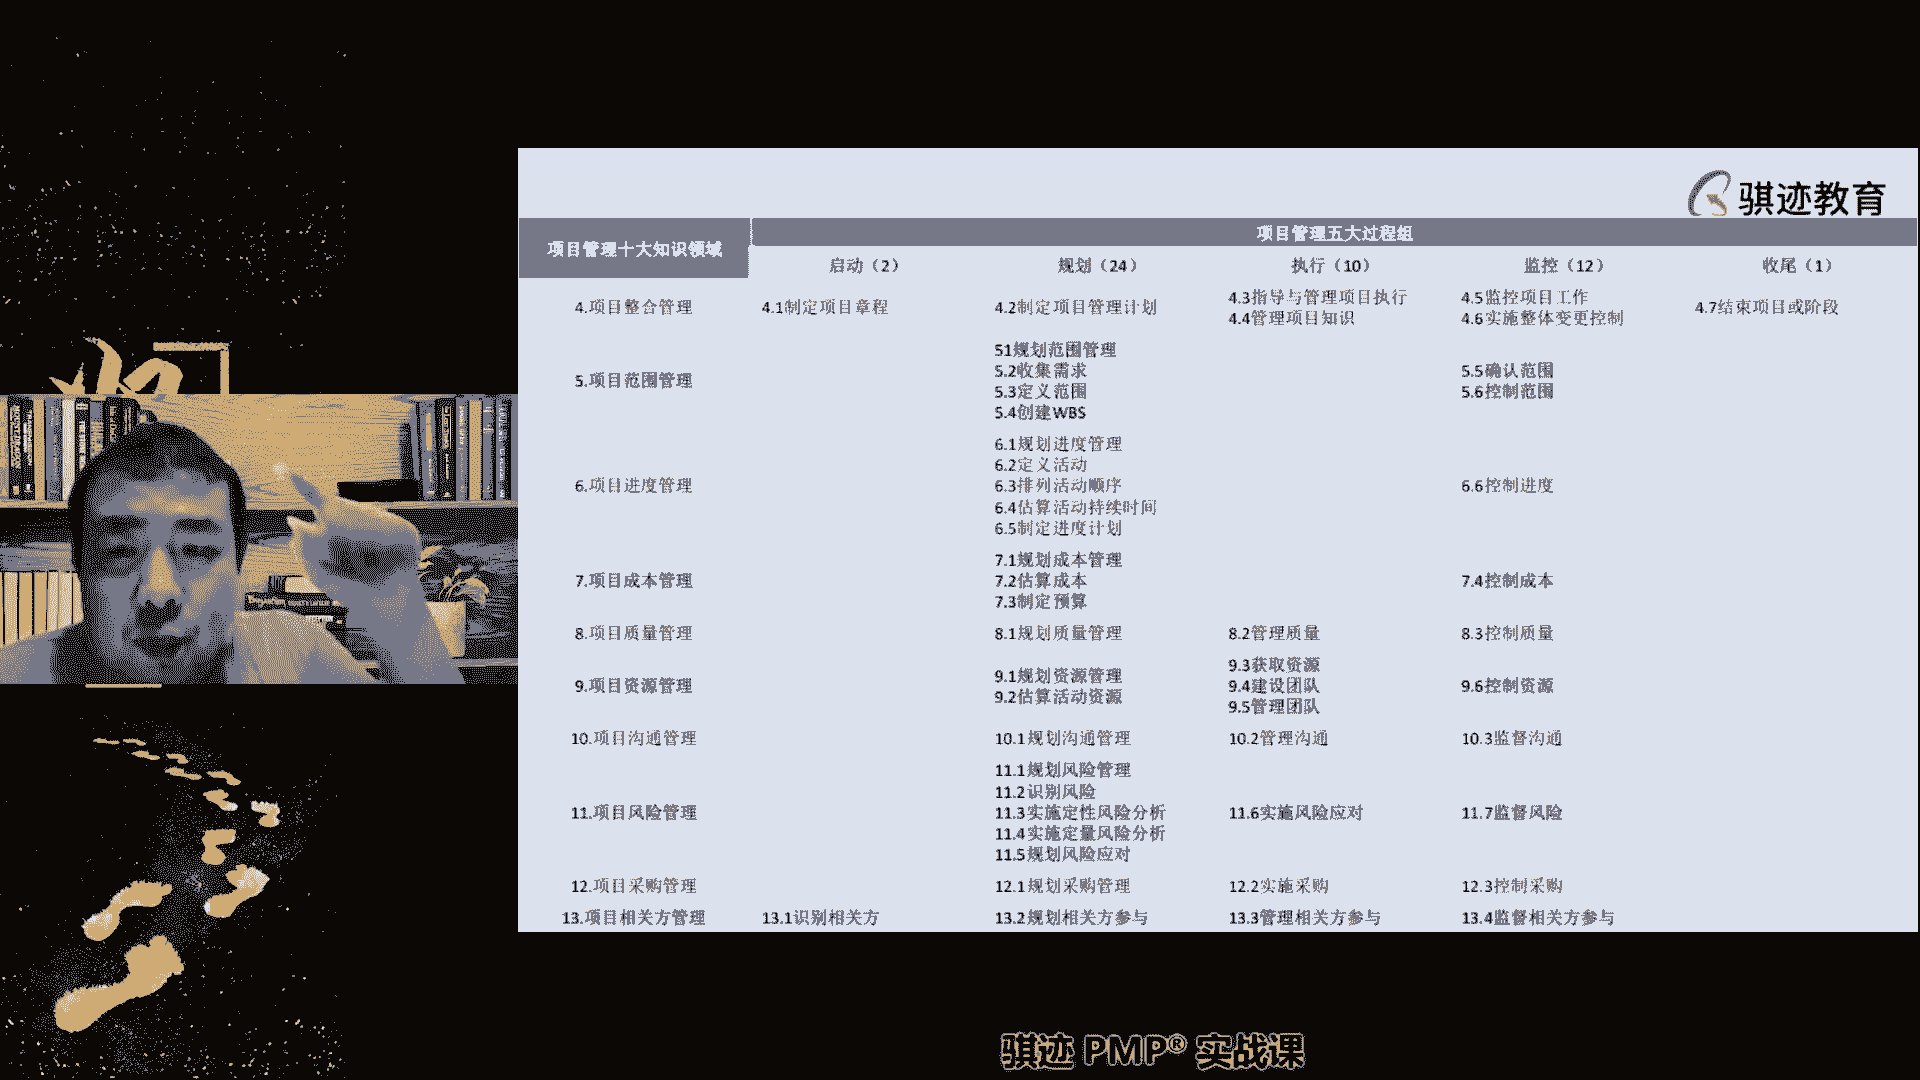 骐迹教育
项目管理十大知识领域
项目管理五大过程组
启动（2）
规划（24）
执行（10）
监控（12）
收尾（1）
4.项目整合管理
4.1制定项目章程
4.2制定项目管理计划
4.3指导与管理项目执行
4.4管理项目知识
4.5监控项目工作
4.6实施整体变更控制
4.7结束项目或阶段
5.项目范围管理
51规划范围管理
5.2收集需求
5.3定义范围
5.4创建WBS
5.5确认范围
5.6控制范围
6.项目进度管理
6.1规划进度管理
6.2定义活动
6.3排列活动顺序
6.4估算活动持续时间
6.5制定进度计划
6.6控制进度
7.项目成本管理
7.1规划成本管理
7.2估算成本
7.3制定预算
7.4控制成本
8.项目质量管理
8.1规划质量管理
8.2管理质量
8.3控制质量
9.项目资源管理
9.1规划资源管理
9.2估算活动资源
9.3获取资源
9.4建设团队
9.5管理团队
9.6控制资源
10.项目沟通管理
10.1规划沟通管理
10.2管理沟通
10.3监督沟通
11.项目风险管理
11.1规划风险管理
11.2识别风险
11.3实施定性风险分析
11.4实施定量风险分析
11.5规划风险应对
11.6实施风险应对
11.7监督风险
12.项目采购管理
12.1规划采购管理
12.2实施采购
12.3控制采购
13.项目相关方管理
13.1识别相关方
13.2规划相关方参与
13.3管理相关方参与
13.4监督相关方参与
骐迹 PMP® 实战课